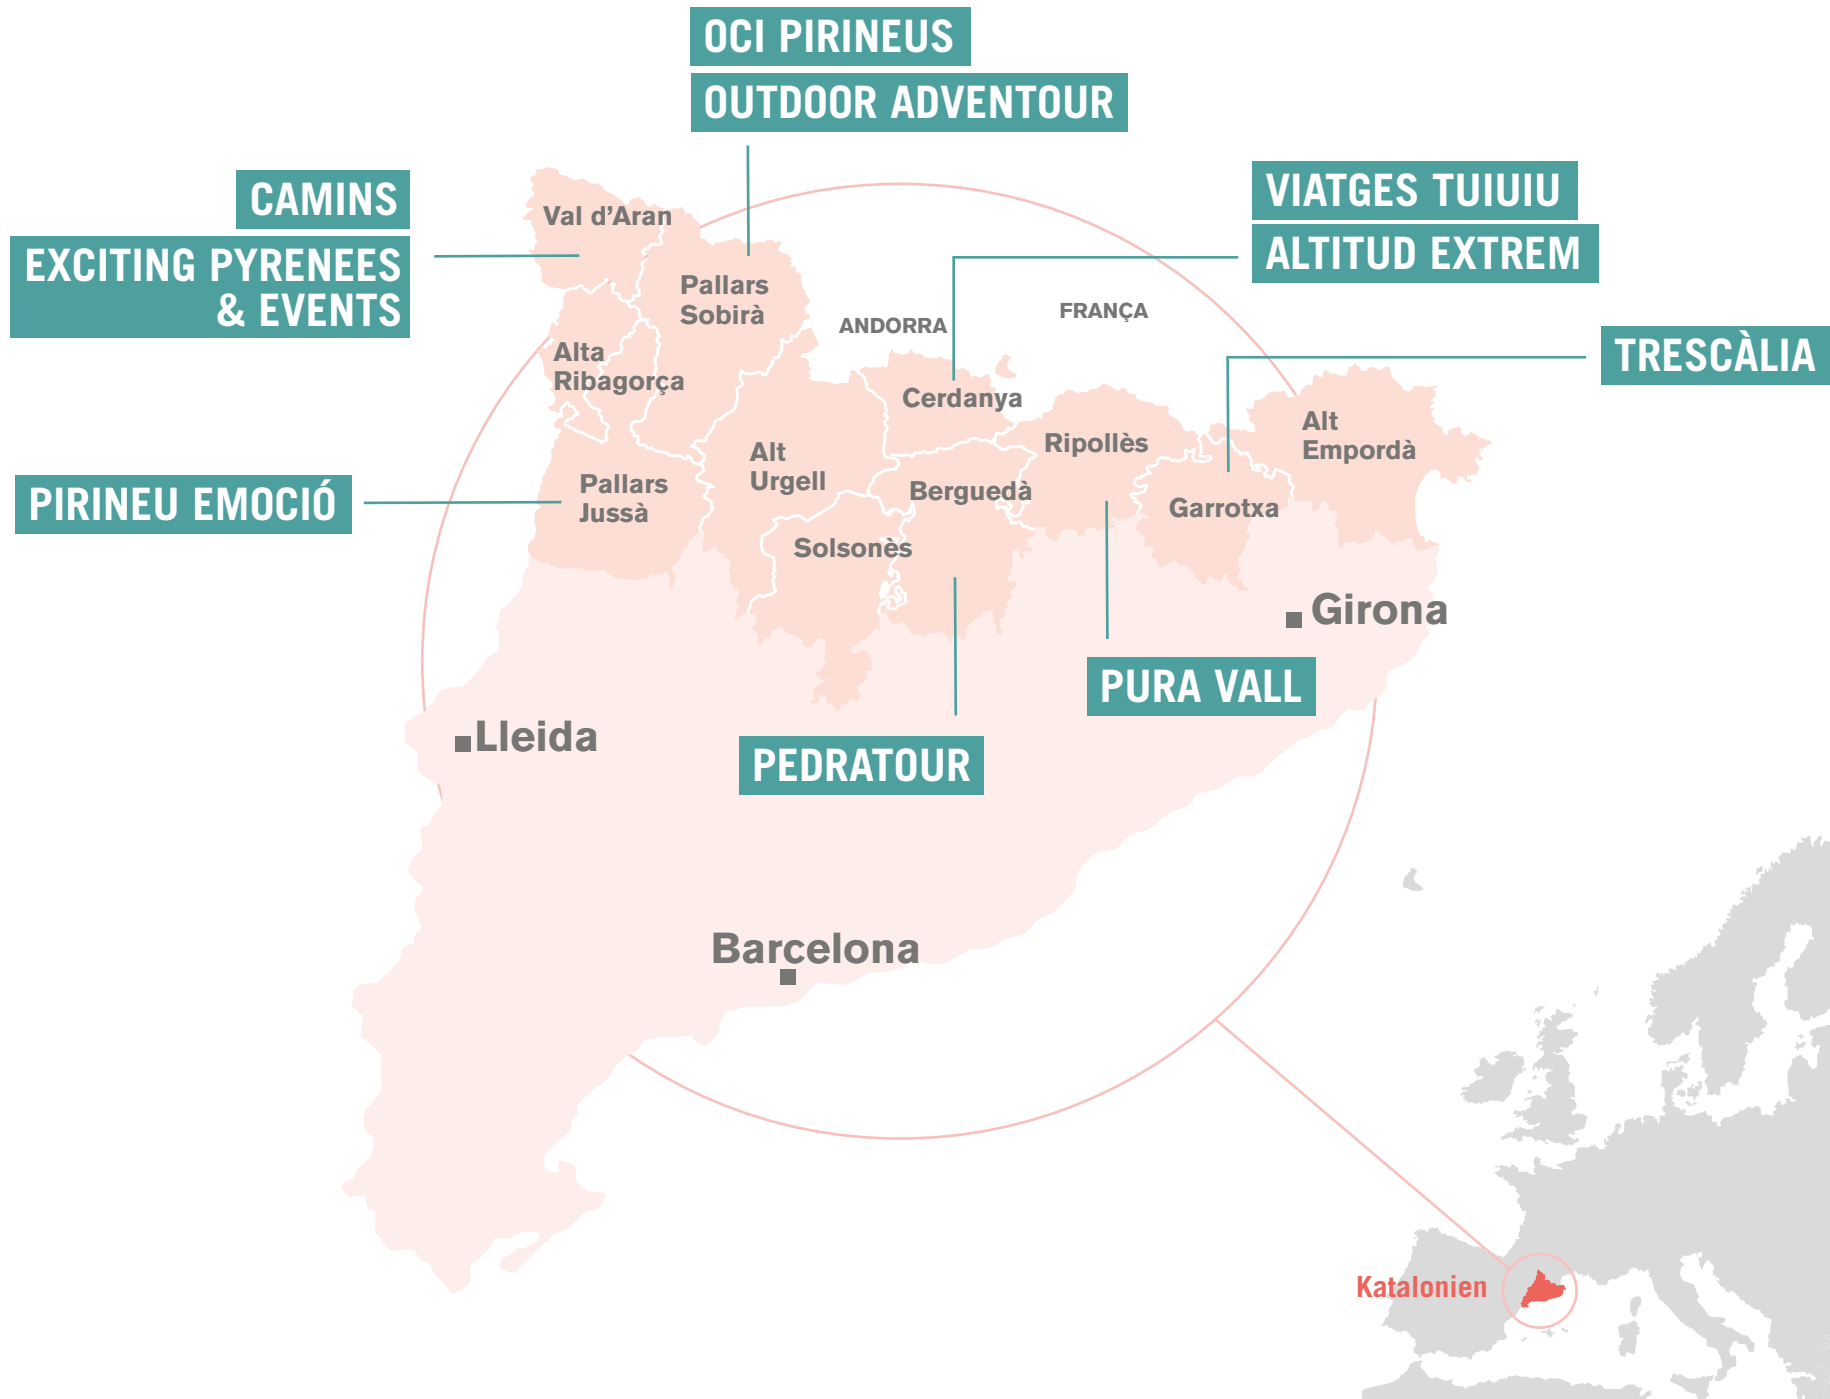 OCI PIRINEUS
OUTDOOR ADVENTOUR
CAMINS
EXCITING PYRENEES
& EVENTS
VIATGES TUIUIU
ALTITUD EXTREM
TRESCÀLIA
PIRINEU EMOCIÓ
Val d'Aran
Pallars
Sobirà
ANDORRA
FRANÇA
Alta
Ribagorça
Cerdanya
Ripollès
Alt
Empordà
Alt
Urgell
Pallars
Jussà
Berguedà
Garrotxa
Solsonès
Girona
PURA VALL
Lleida
PEDRATOUR
Barcelona
Katalonien